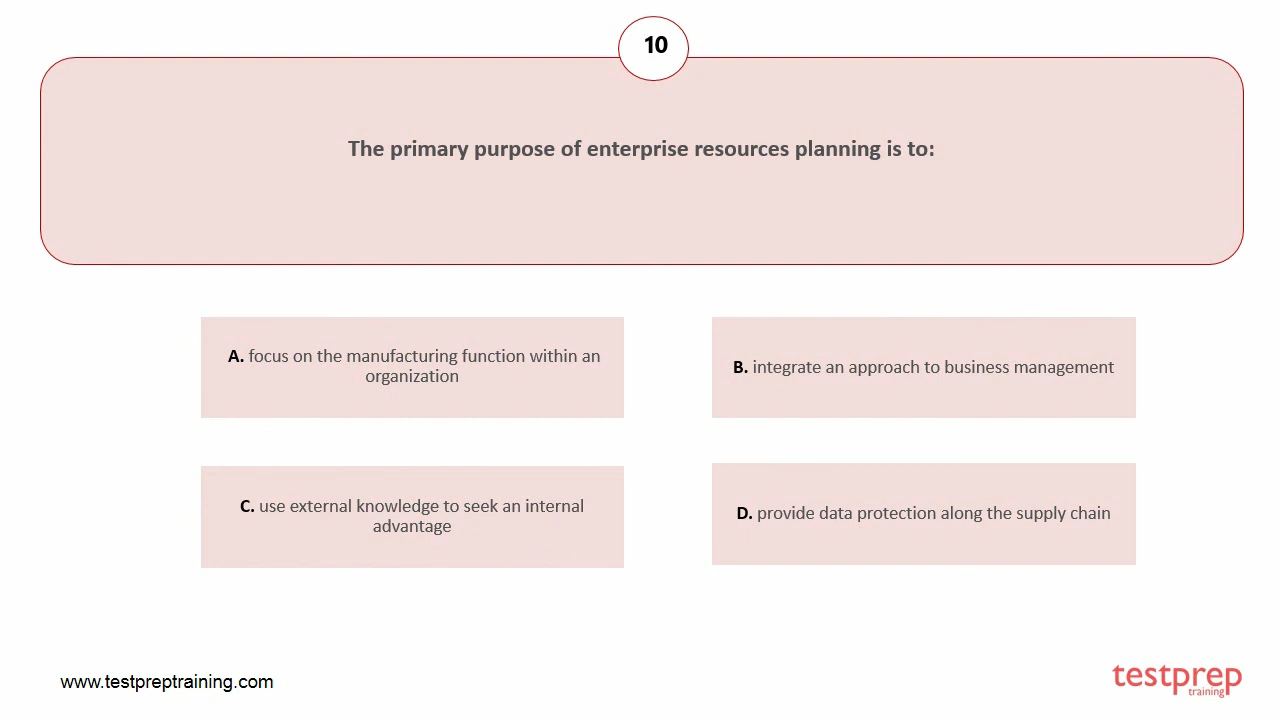 10
The primary purpose of enterprise resources planning is to:
A. focus on the manufacturing function within an
organization
B. integrate an approach to business management
C. use external knowledge to seek an internal
advantage
D. provide data protection along the supply chain
www.testpreptraining.com
testprep
training